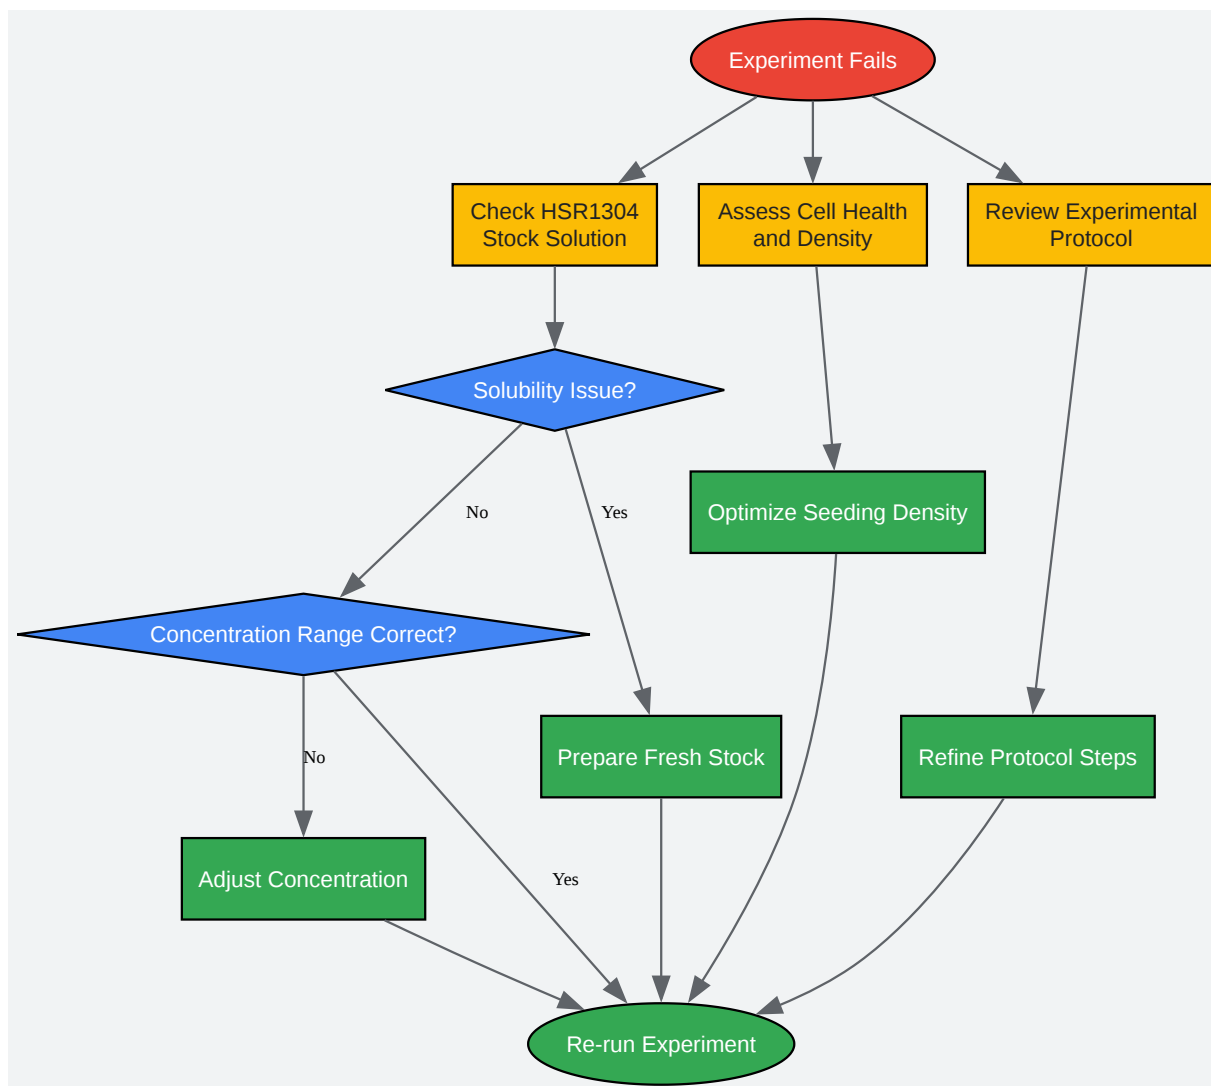 Experiment Fails
Check HSR1304
Stock Solution
Assess Cell Health
and Density
Review Experimental
Protocol
Solubility Issue?
No
Yes
Optimize Seeding Density
Concentration Range Correct?
No
Prepare Fresh Stock
Refine Protocol Steps
Adjust Concentration
Yes
Re-run Experiment